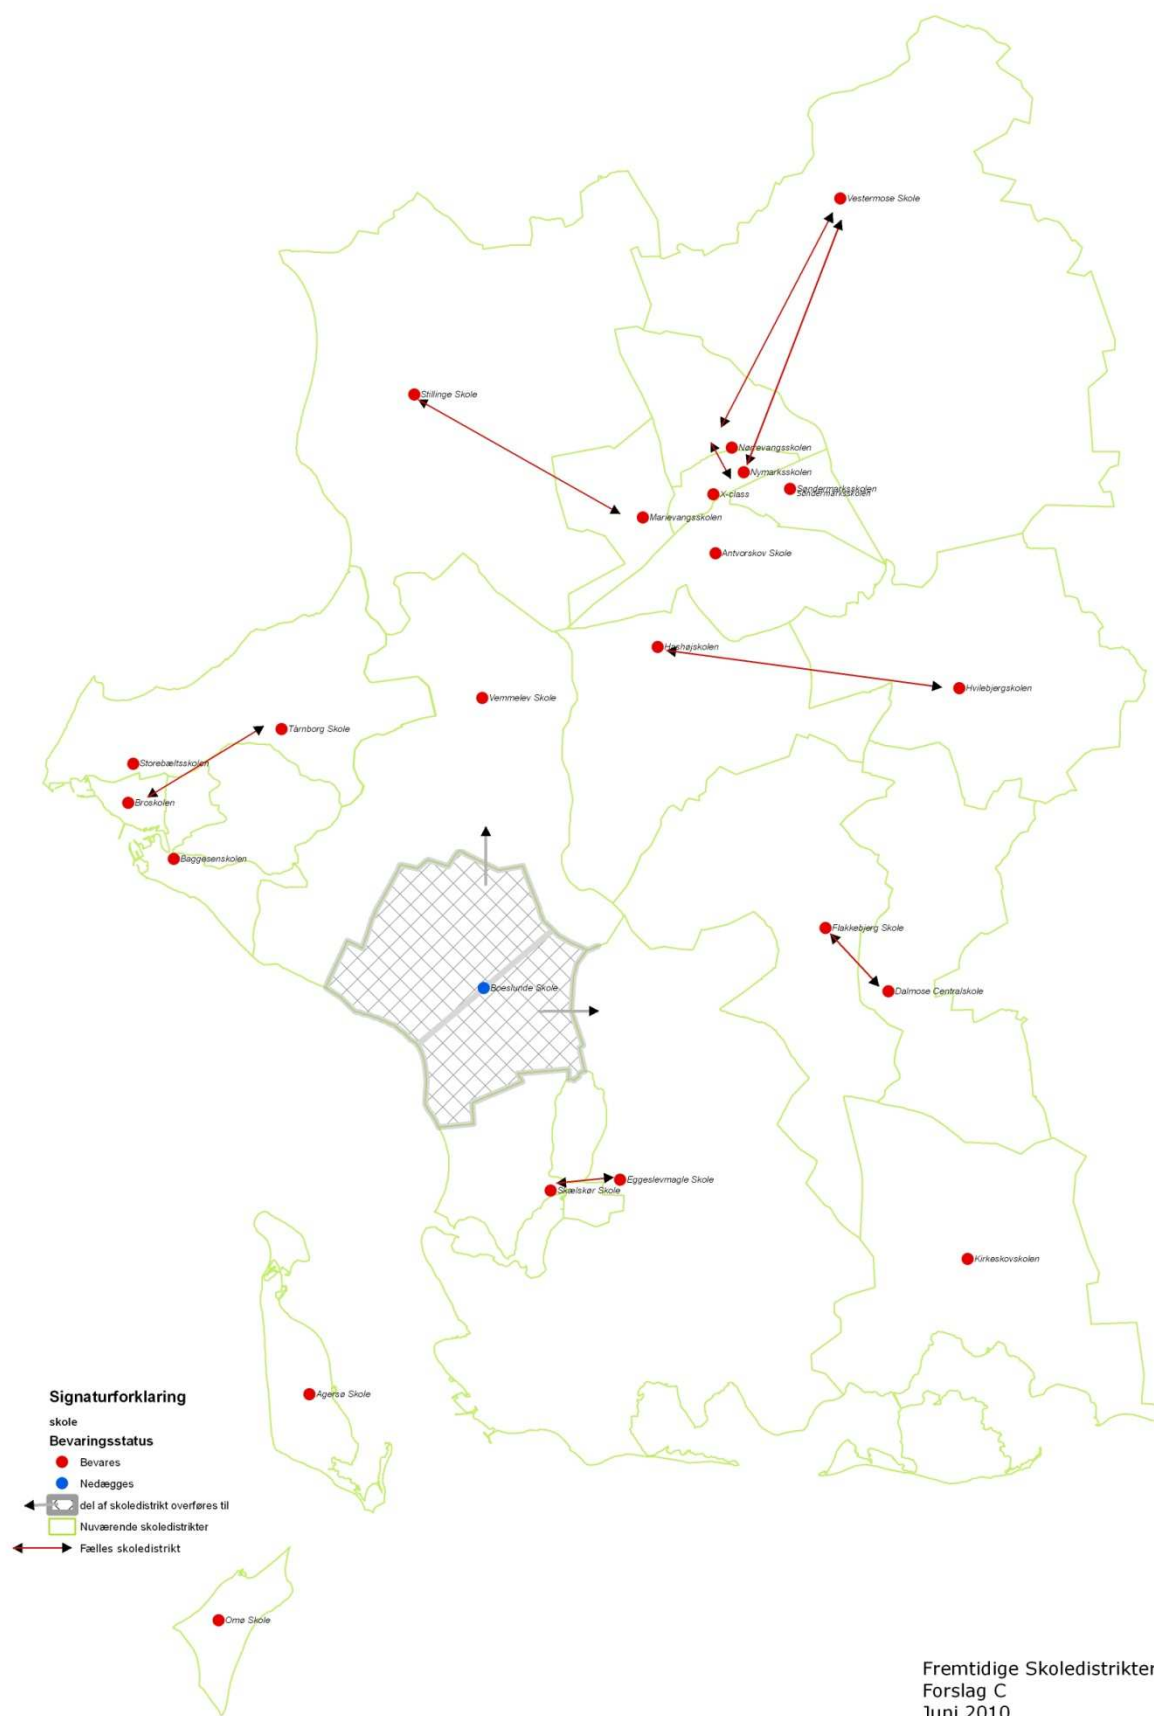 Vestermose Skole
Stillinge Skole
Nørrevangsskolen
Nymarksskolen
Søndermarksskolen
Søndermarksskolen
X-class
Marievangsskolen
Antvorskov Skole
Hashøjskolen
Hvilebjergskolen
Vemmelev Skole
Tårnborg Skole
Storebæltsskolen
Broskolen
Baggesenskolen
Flakkebjerg Skole
Boeslunde Skole
Dalmose Centralskole
Eggeslevmagle Skole
Skælskør Skole
Kirkeskovskolen
Agersø Skole
Signaturforklaring
skole
Bevaringsstatus
Bevares
Nedægges
del af skoledistrikt overføres til
Nuværende skoledistrikter
Fælles skoledistrikt
Omø Skole
Fremtidige Skoledistrikter
Forslag C
Juni 2010